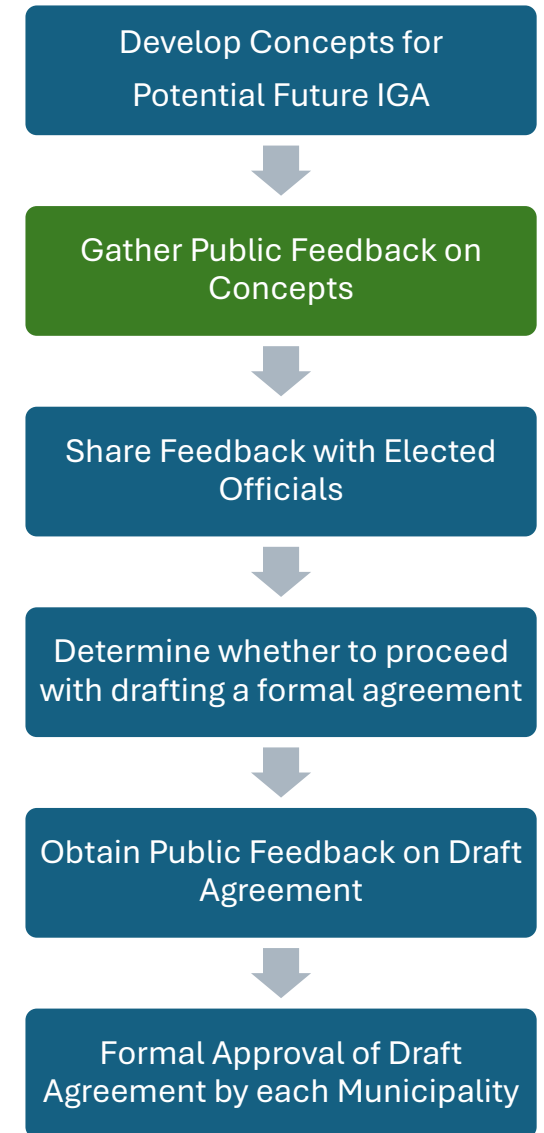 Develop Concepts for
Potential Future IGA
Gather Public Feedback on
Concepts
Share Feedback with Elected
Officials
Determine whether to proceed
with drafting a formal agreement
Obtain Public Feedback on Draft
Agreement
Formal Approval of Draft
Agreement by each Municipality